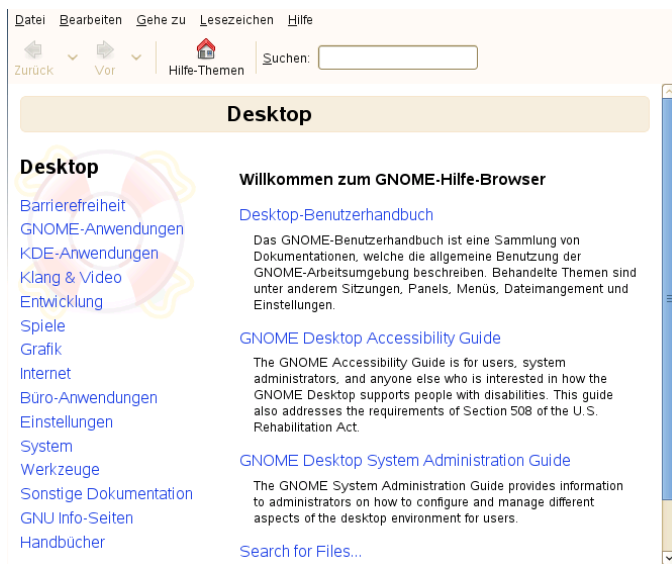 Datei Bearbeiten Gehe zu Lesezeichen Hilfe
Zurück Vor Hilfe-Themen Suchen:
Desktop
Desktop
Barrierefreiheit
GNOME-Anwendungen
KDE-Anwendungen
Klang & Video
Entwicklung
Spiele
Grafik
Internet
Büro-Anwendungen
Einstellungen
System
Werkzeuge
Sonstige Dokumentation
GNU Info-Seiten
Handbücher
Willkommen zum GNOME-Hilfe-Browser
Desktop-Benutzerhandbuch
Das GNOME-Benutzerhandbuch ist eine Sammlung von
Dokumentationen, welche die allgemeine Benutzung der
GNOME-Arbeitsumgebung beschreiben. Behandelte Themen sind
unter anderem Sitzungen, Panels, Menüs, Dateimangement und
Einstellungen.
GNOME Desktop Accessibility Guide
The GNOME Accessibility Guide is for users, system
administrators, and anyone else who is interested in how the
GNOME Desktop supports people with disabilities. This guide
also addresses the requirements of Section 508 of the U.S.
Rehabilitation Act.
GNOME Desktop System Administration Guide
The GNOME System Administration Guide provides information
to administrators on how to configure and manage different
aspects of the desktop environment for users.
Search for Files...